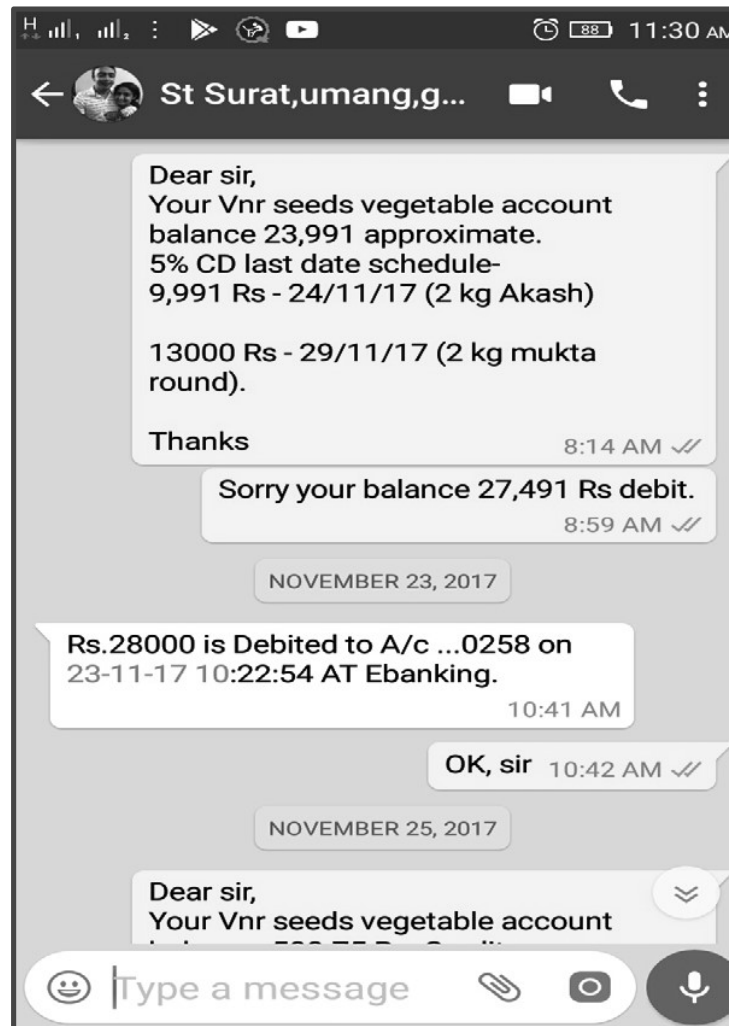 H 88 11:30 AM
St Surat,umang,g...
Dear sir,
Your Vnr seeds vegetable account
balance 23,991 approximate.
5% CD last date schedule-
9,991 Rs - 24/11/17 (2 kg Akash)
13000 Rs - 29/11/17 (2 kg mukta
round).
Thanks
8:14 AM
Sorry your balance 27,491 Rs debit.
8:59 AM
NOVEMBER 23, 2017
Rs.28000 is Debited to A/c ...0258 on
23-11-17 10:22:54 AT Ebanking.
10:41 AM
OK, sir 10:42 AM
NOVEMBER 25, 2017
Dear sir,
Your Vnr seeds vegetable account
Type a message